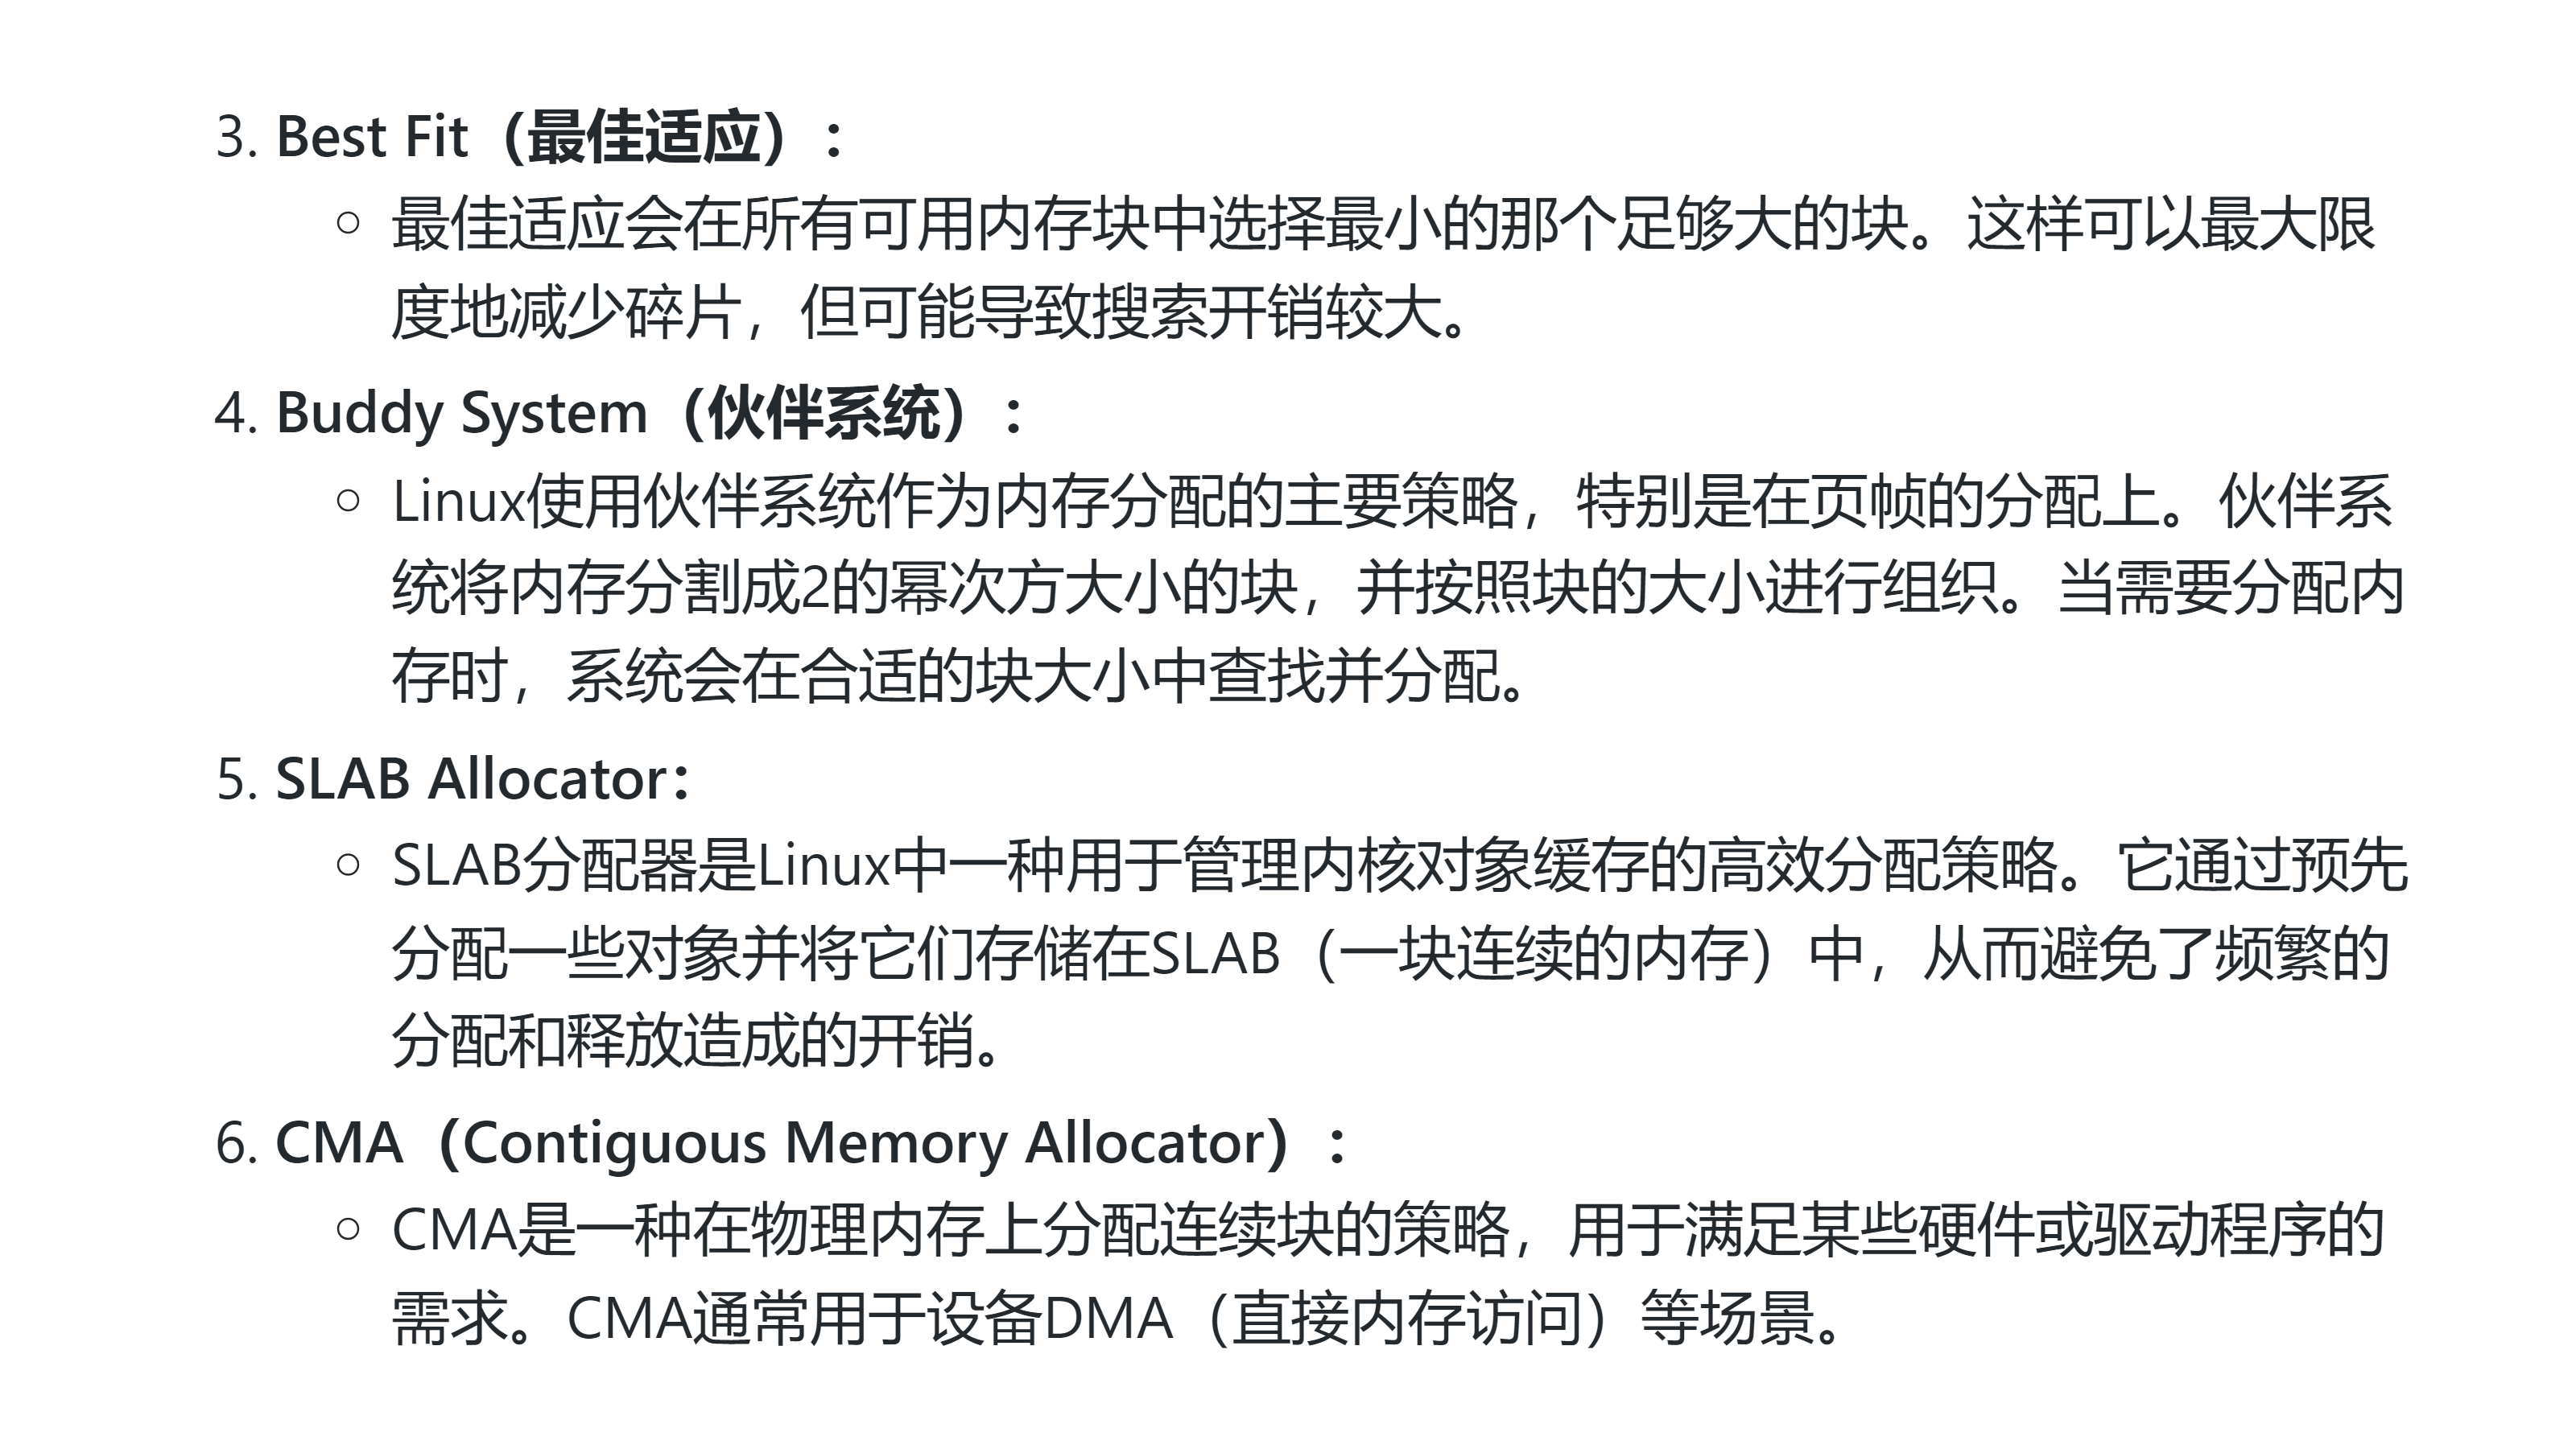 3. Best Fit（最佳适应）：
○ 最佳适应会在所有可用内存块中选择最小的那个足够大的块。这样可以最大限
度地减少碎片，但可能导致搜索开销较大。
4. Buddy System（伙伴系统）：
○ Linux使用伙伴系统作为内存分配的主要策略，特别是在页帧的分配上。伙伴系
统将内存分割成2的幂次方大小的块，并按照块的大小进行组织。当需要分配内
存时，系统会在合适的块大小中查找并分配。
5. SLAB Allocator：
○ SLAB分配器是Linux中一种用于管理内核对象缓存的高效分配策略。它通过预先
分配一些对象并将它们存储在SLAB（一块连续的内存）中，从而避免了频繁的
分配和释放造成的开销。
6. CMA（Contiguous Memory Allocator）：
○ CMA是一种在物理内存上分配连续块的策略，用于满足某些硬件或驱动程序的
需求。CMA通常用于设备DMA（直接内存访问）等场景。